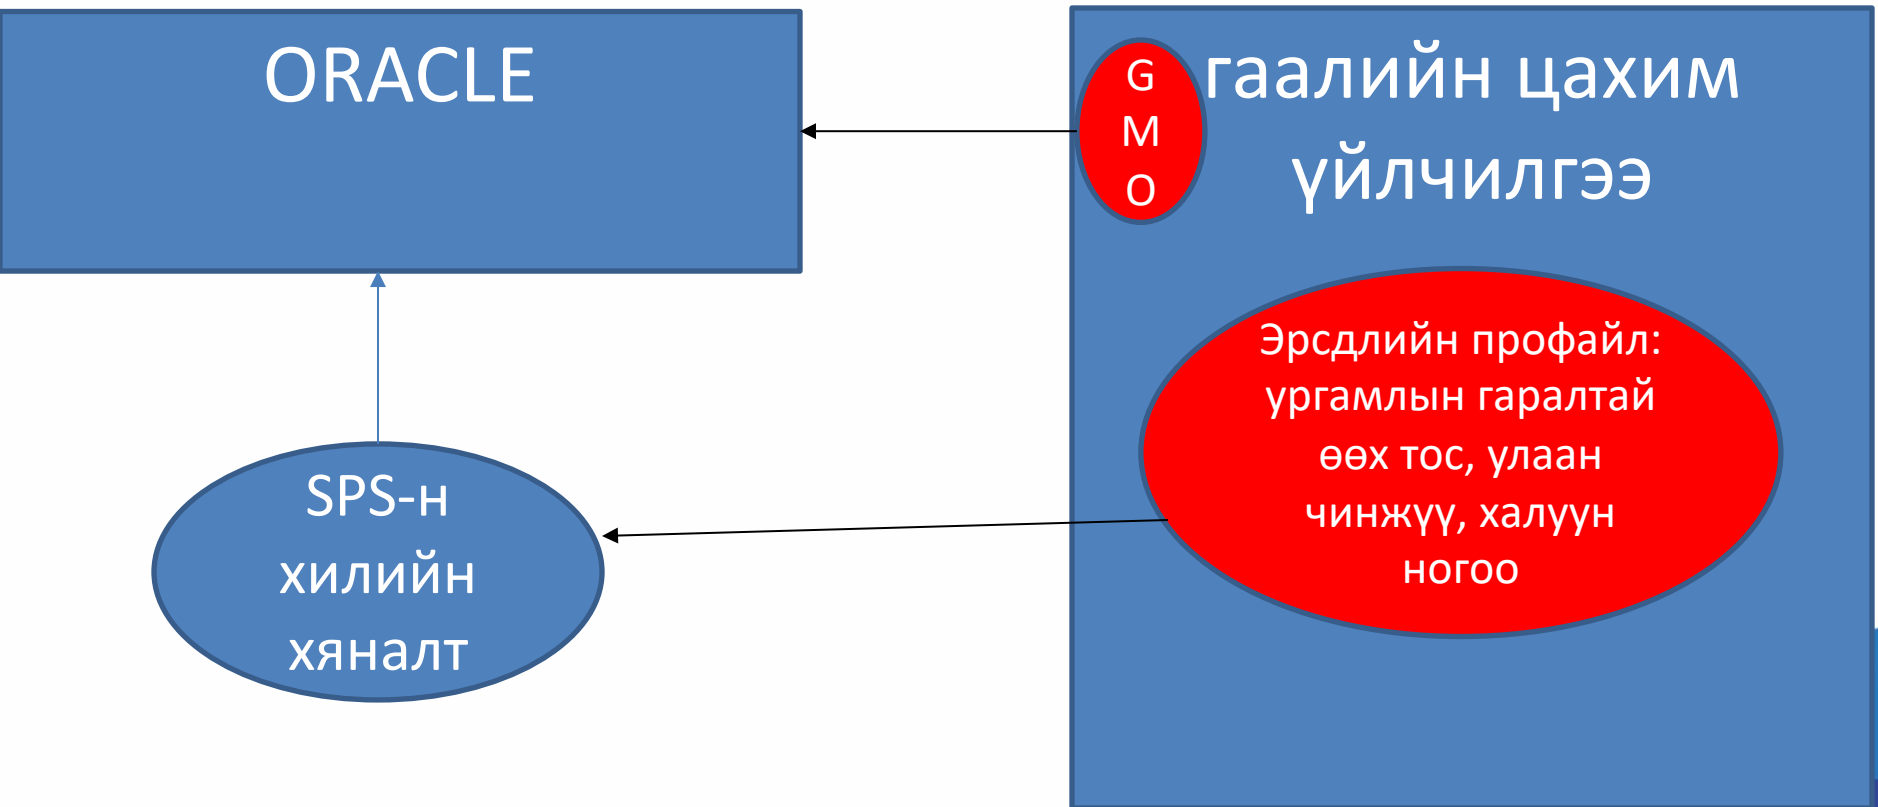 ORACLE
G
M
O
гаалийн цахим
үйлчилгээ
Эрсдлийн профайл:
ургамлын гаралтай
өөх тос, улаан
чинжүү, халуун
ногоо
SPS-н
хилийн
хяналт